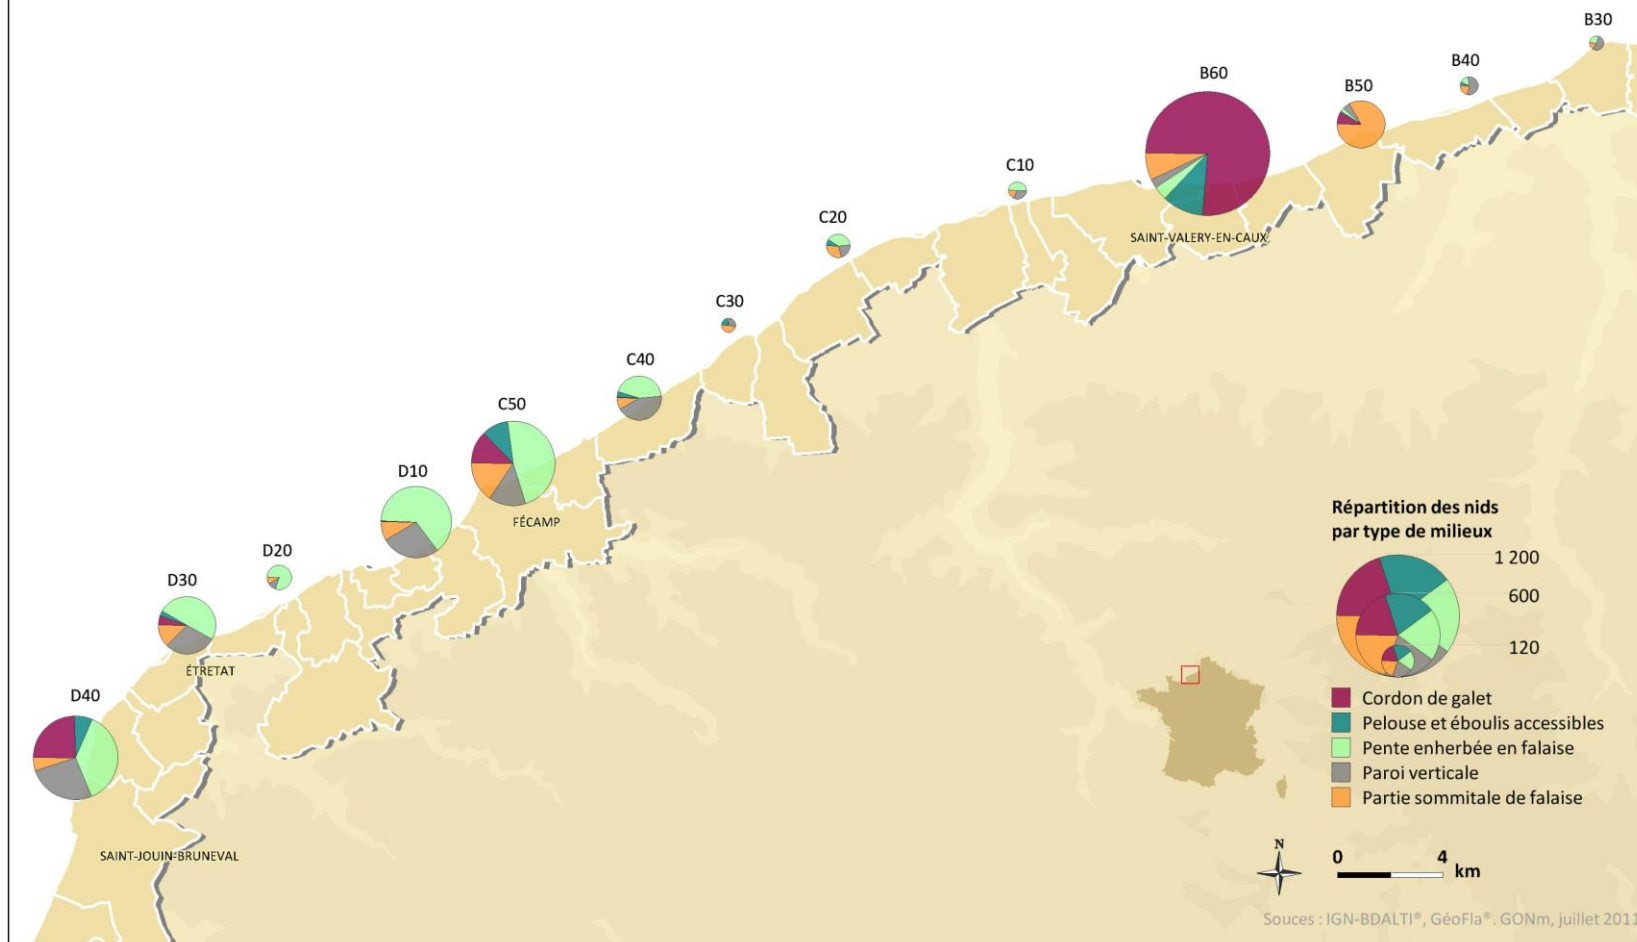 B30
B40
B60
B50
C10
C20
SAINT-VALERY-EN-CAUX
C30
C40
C50
D10
FÉCAMP
D20
D30
ÉTRETAT
D40
SAINT-JOUIN-BRUNEVAL
Répartition des nids
par type de milieux
1 200
600
120
Cordon de galet
Pelouse et éboulis accessibles
Pente enherbée en falaise
Paroi verticale
Partie sommitale de falaise
N
0 4
km
Souces : IGN-BDALTI®, GéoFla®. GONm, juillet 2011